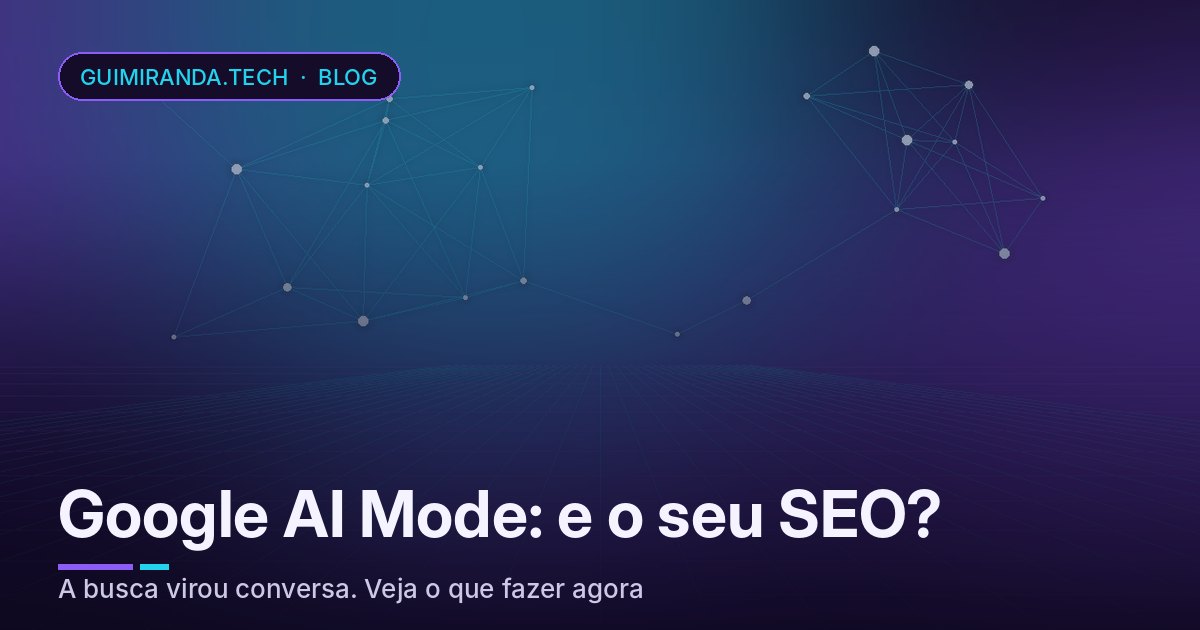 GUIMIRANDA.TECH · BLOG
Google AI Mode: e o seu SEO?
A busca virou conversa. Veja o que fazer agora